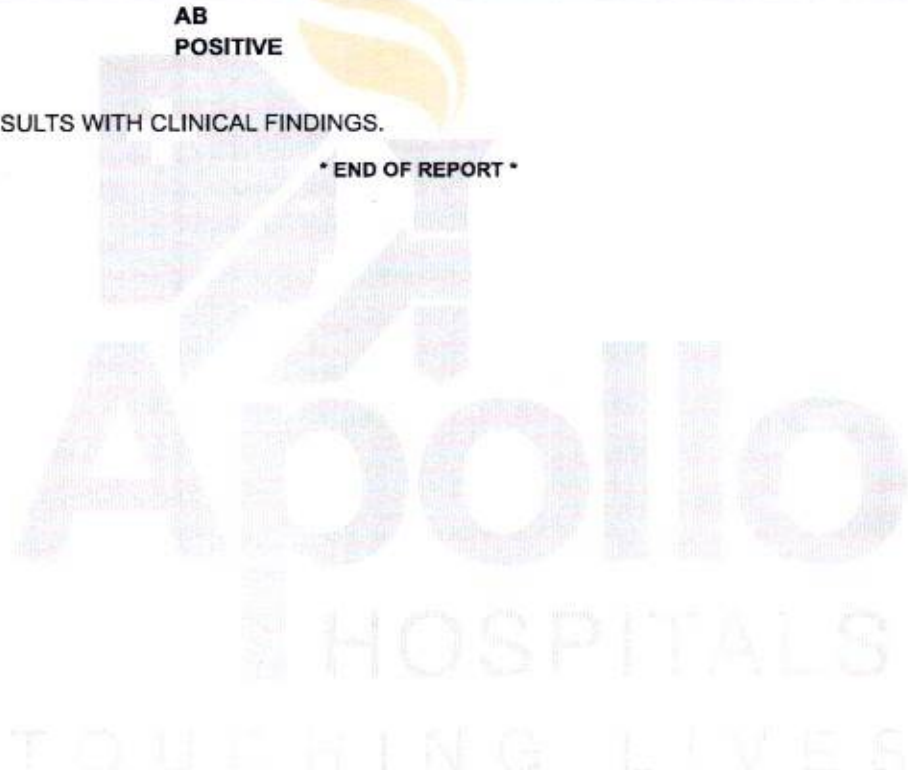 AB
POSITIVE
SULTS WITH CLINICAL FINDINGS.
* END OF REPORT *
Apollo
HOSPITALS
TOUCHING LIVES